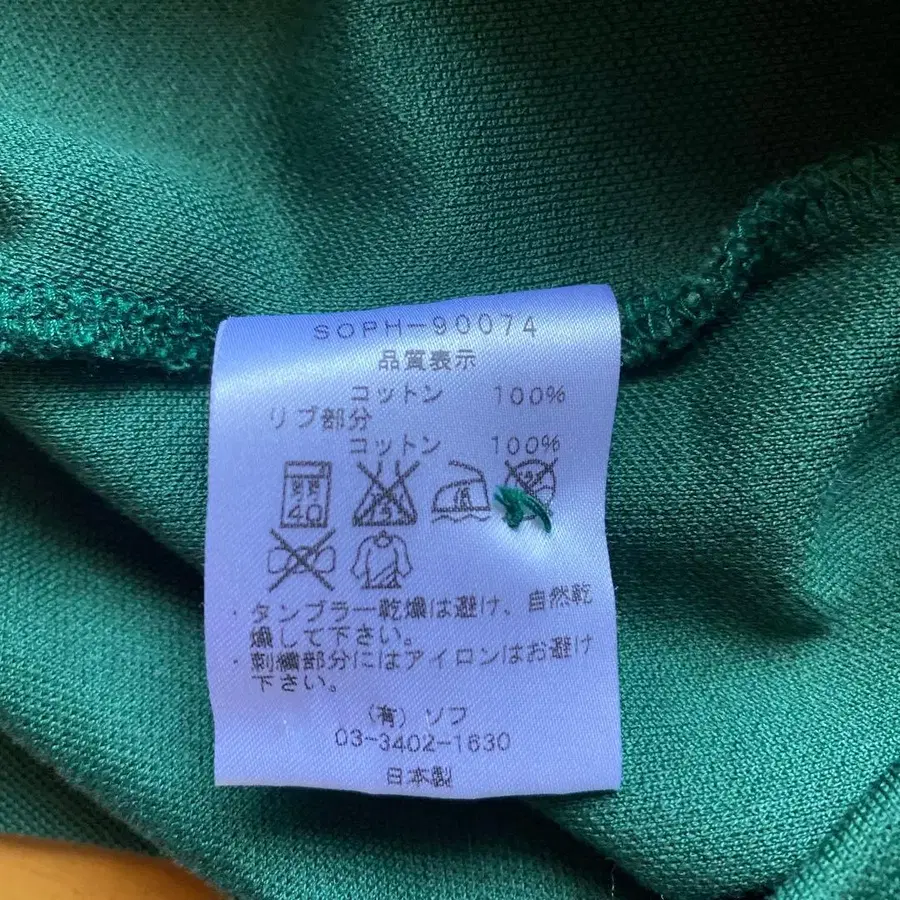 SOPH-90074
品質表示
コットン 100%
リブ部分
コットン 100%
40
・タンブラー乾燥は避け、自然乾
燥して下さい。
・刺繍部分にはアイロンはお避け
下さい。
(有) ソフ
03-3402-1630
日本製